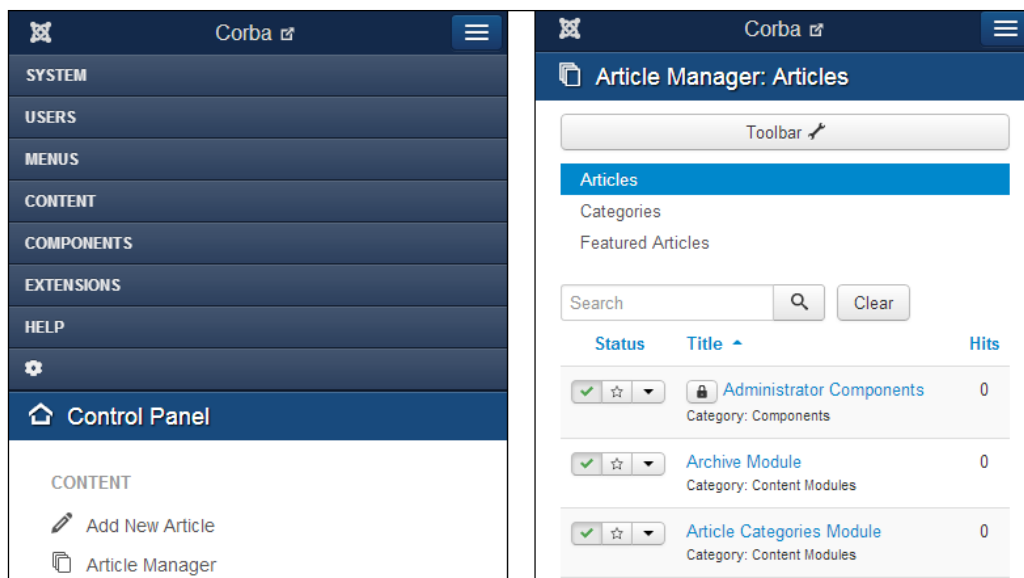 Corba
SYSTEM
USERS
MENUS
CONTENT
COMPONENTS
EXTENSIONS
HELP
Control Panel
CONTENT
Add New Article
Article Manager
Corba
Article Manager: Articles
Toolbar
Articles
Categories
Featured Articles
Search
Clear
Status Title Hits
Administrator Components 0
Category: Components
Archive Module 0
Category: Content Modules
Article Categories Module 0
Category: Content Modules